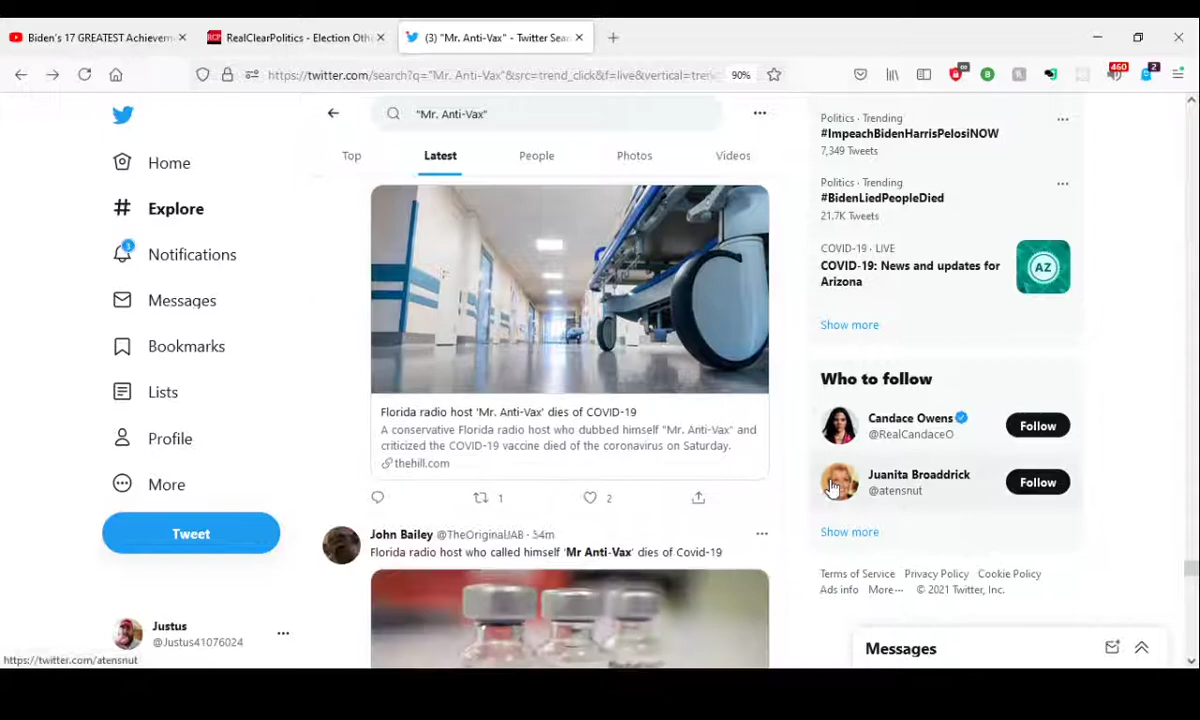 Biden's 17 GREATEST Achievem
RealClearPolitics - Election Oth
(3) "Mr. Anti-Vax" - Twitter Sear
https://twitter.com/search?q="Mr. Anti-Vax"&src=trend_click&f=live&vertical=tren
90%
460
2
"Mr. Anti-Vax"
Top
Latest
People
Photos
Videos
Home
Explore
3
Notifications
Messages
Bookmarks
Lists
Profile
More
Tweet
Justus
@Justus41076024
https://twitter.com/atensnut
Florida radio host 'Mr. Anti-Vax' dies of COVID-19
A conservative Florida radio host who dubbed himself "Mr. Anti-Vax" and
criticized the COVID-19 vaccine died of the coronavirus on Saturday.
thehill.com
1
2
John Bailey @TheOriginalJAB · 54m
Florida radio host who called himself 'Mr Anti-Vax' dies of Covid-19
Politics · Trending
#ImpeachBidenHarrisPelosiNOW
7,349 Tweets
Politics · Trending
#BidenLiedPeopleDied
21.7K Tweets
COVID-19 · LIVE
COVID-19: News and updates for
Arizona
AZ
Show more
Who to follow
Candace Owens
@RealCandaceO
Follow
Juanita Broaddrick
@atensnut
Follow
Show more
Terms of Service Privacy Policy Cookie Policy
Ads info More ··· © 2021 Twitter, Inc.
Messages